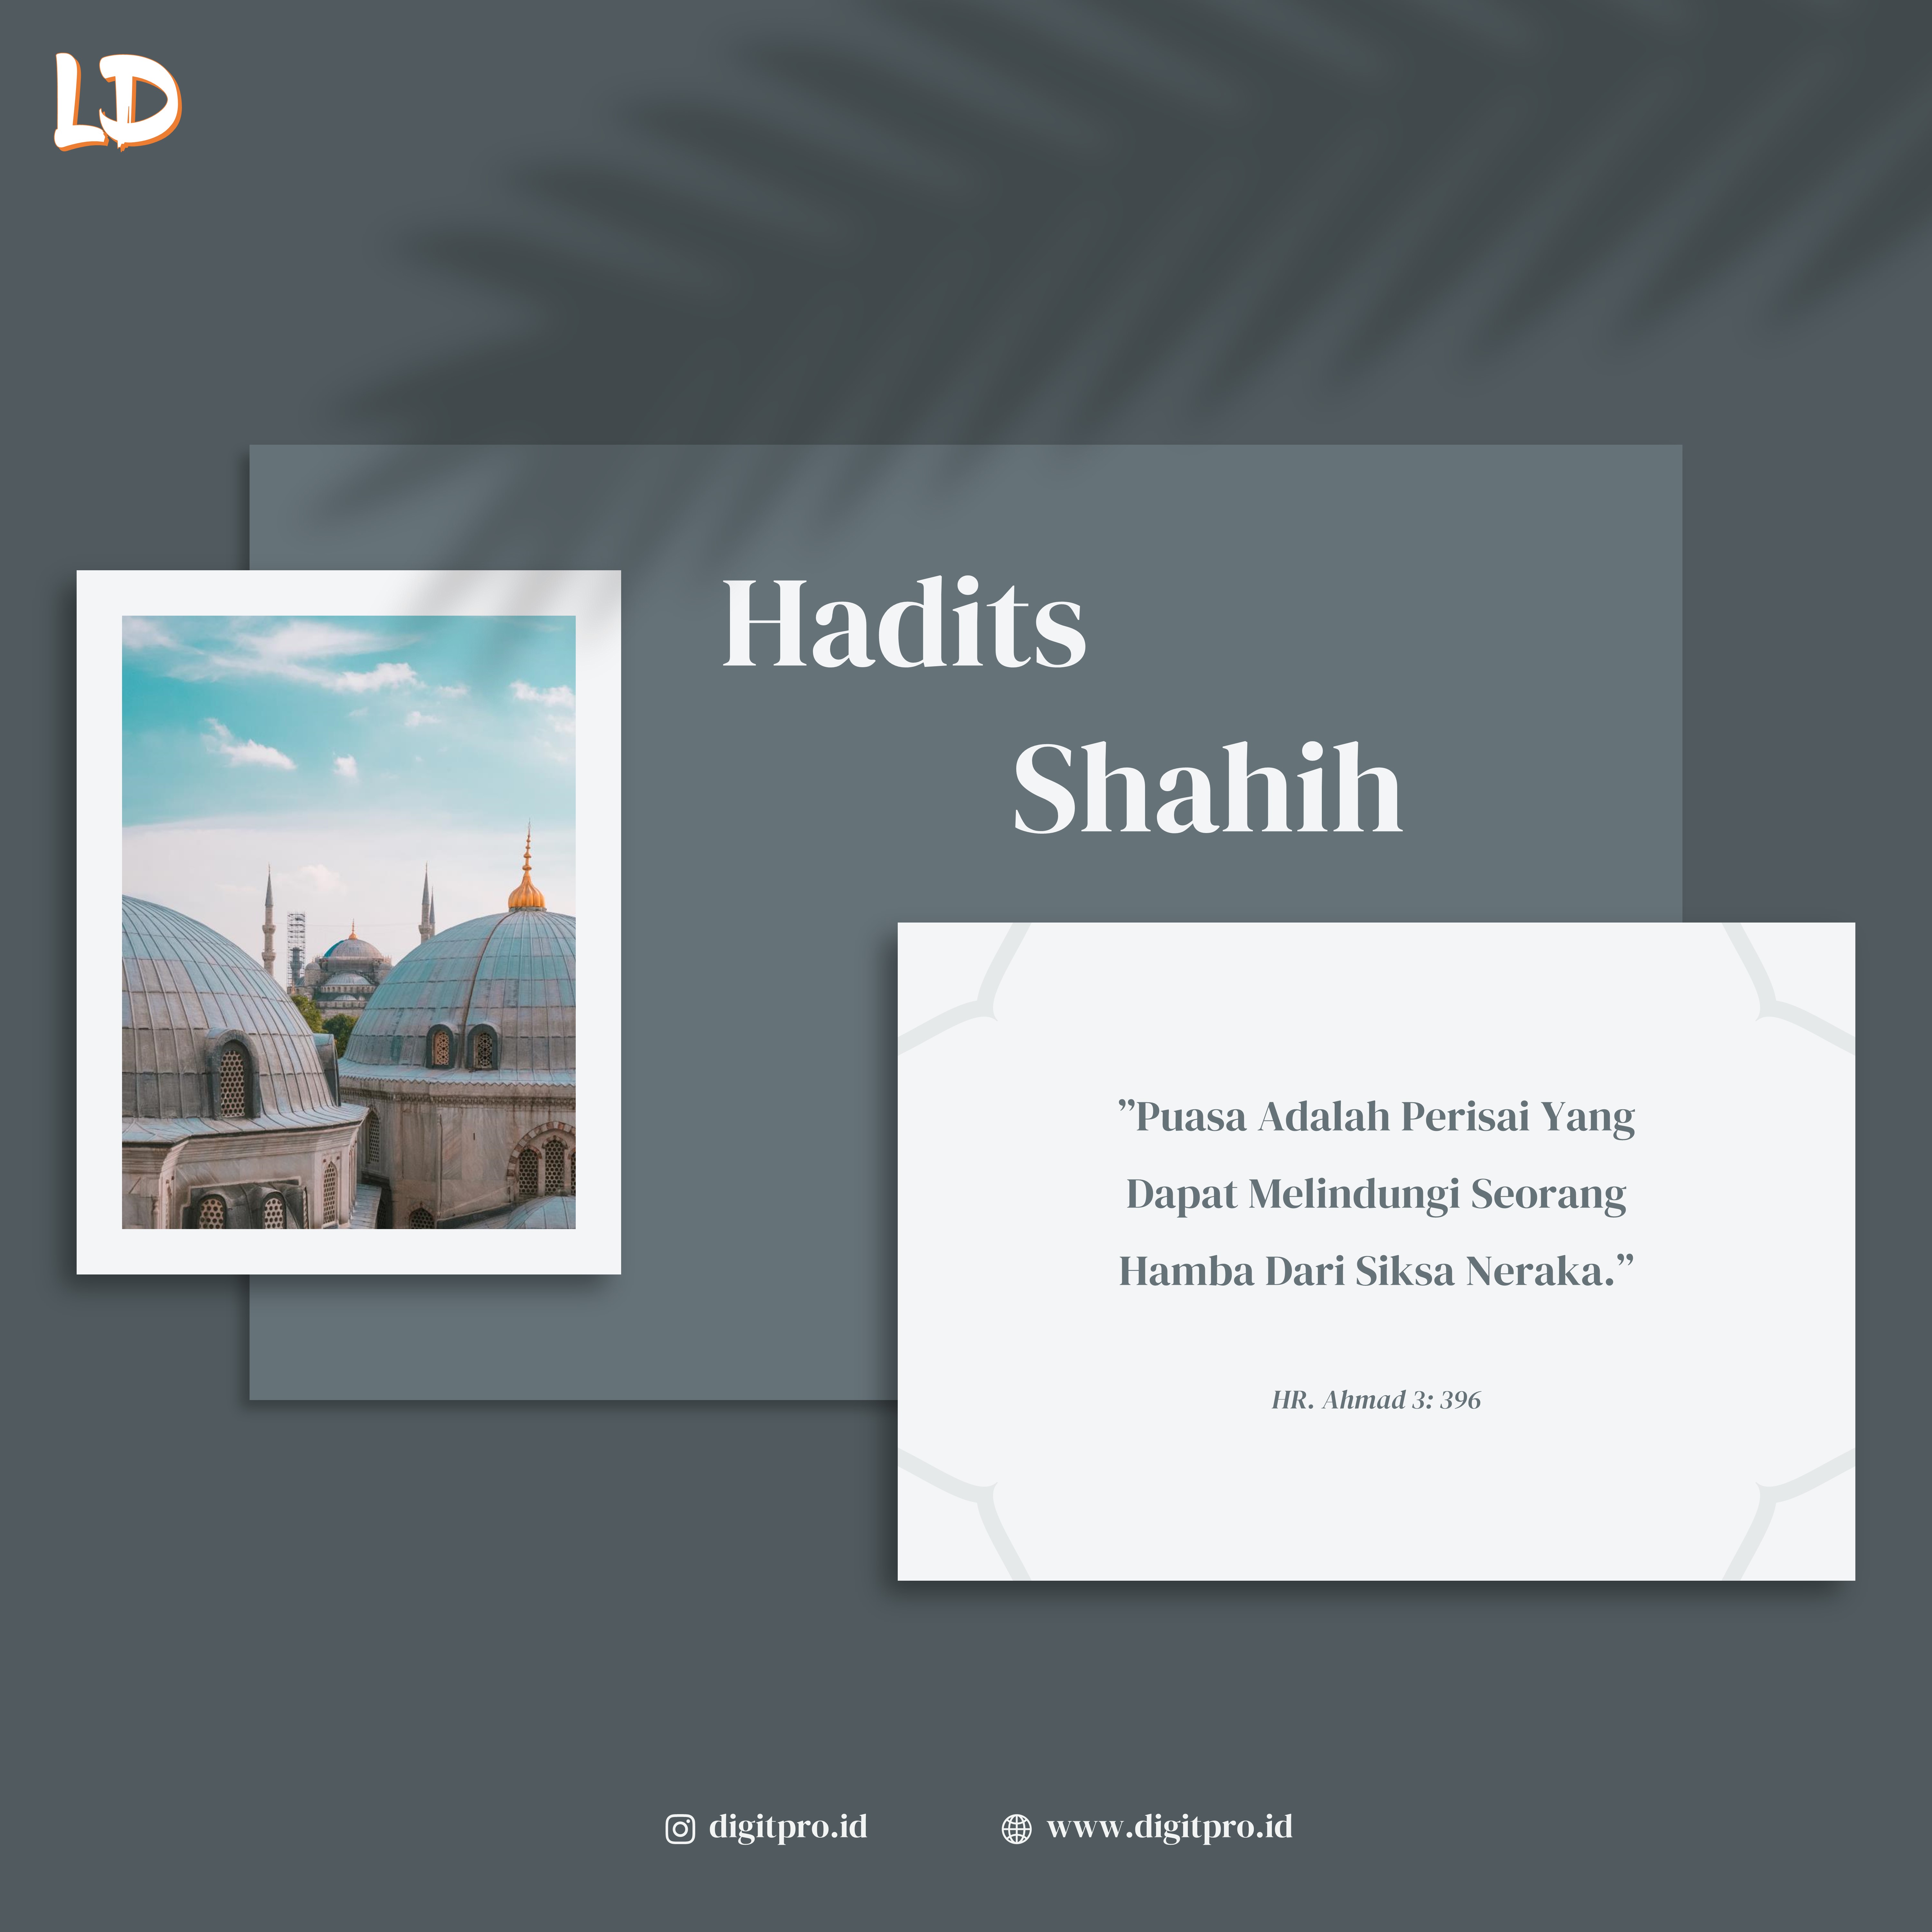 LD
Hadits
Shahih
”Puasa Adalah Perisai Yang
Dapat Melindungi Seorang
Hamba Dari Siksa Neraka.”
HR. Ahmad 3: 396
digitpro.id
www.digitpro.id